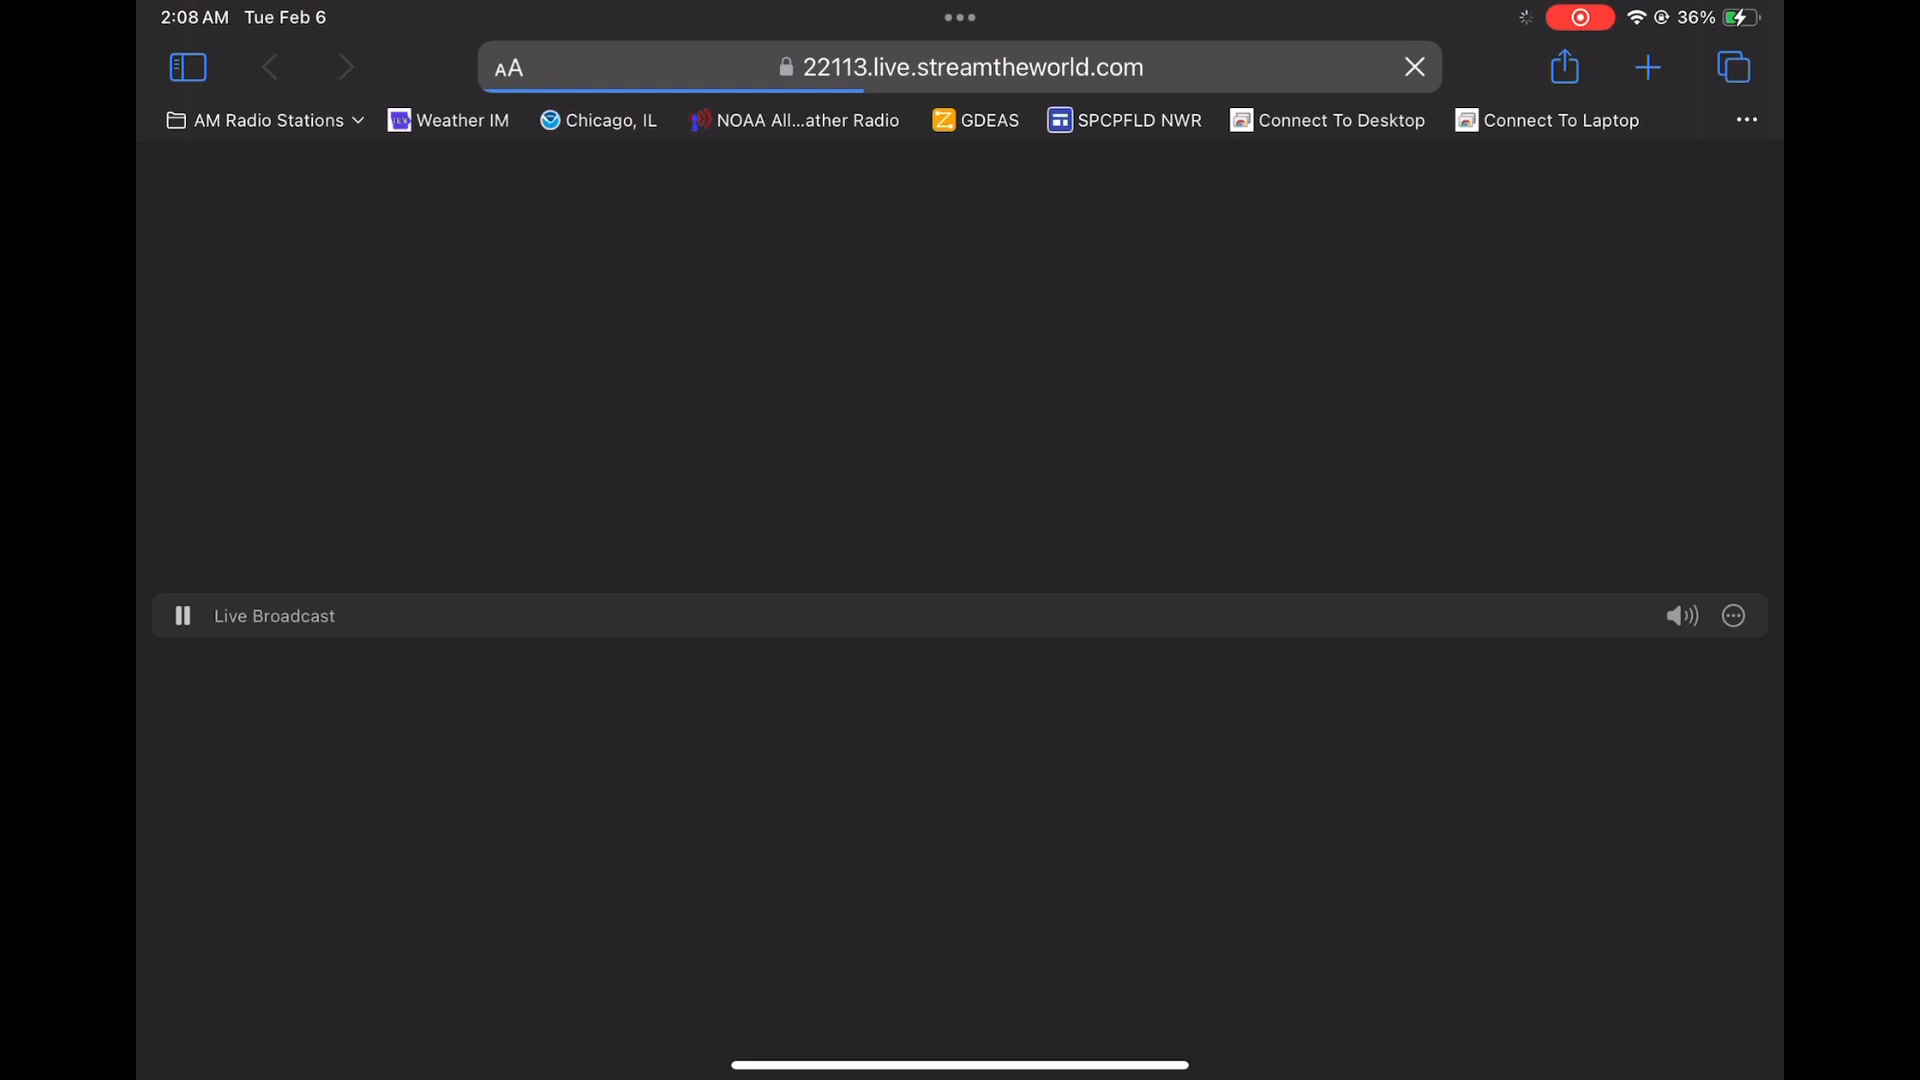 2:08 AM Tue Feb 6
36%
AA 22113.live.streamtheworld.com
AM Radio Stations Weather IM Chicago, IL NOAA All...ather Radio GDEAS SPCPFLD NWR Connect To Desktop Connect To Laptop
Live Broadcast